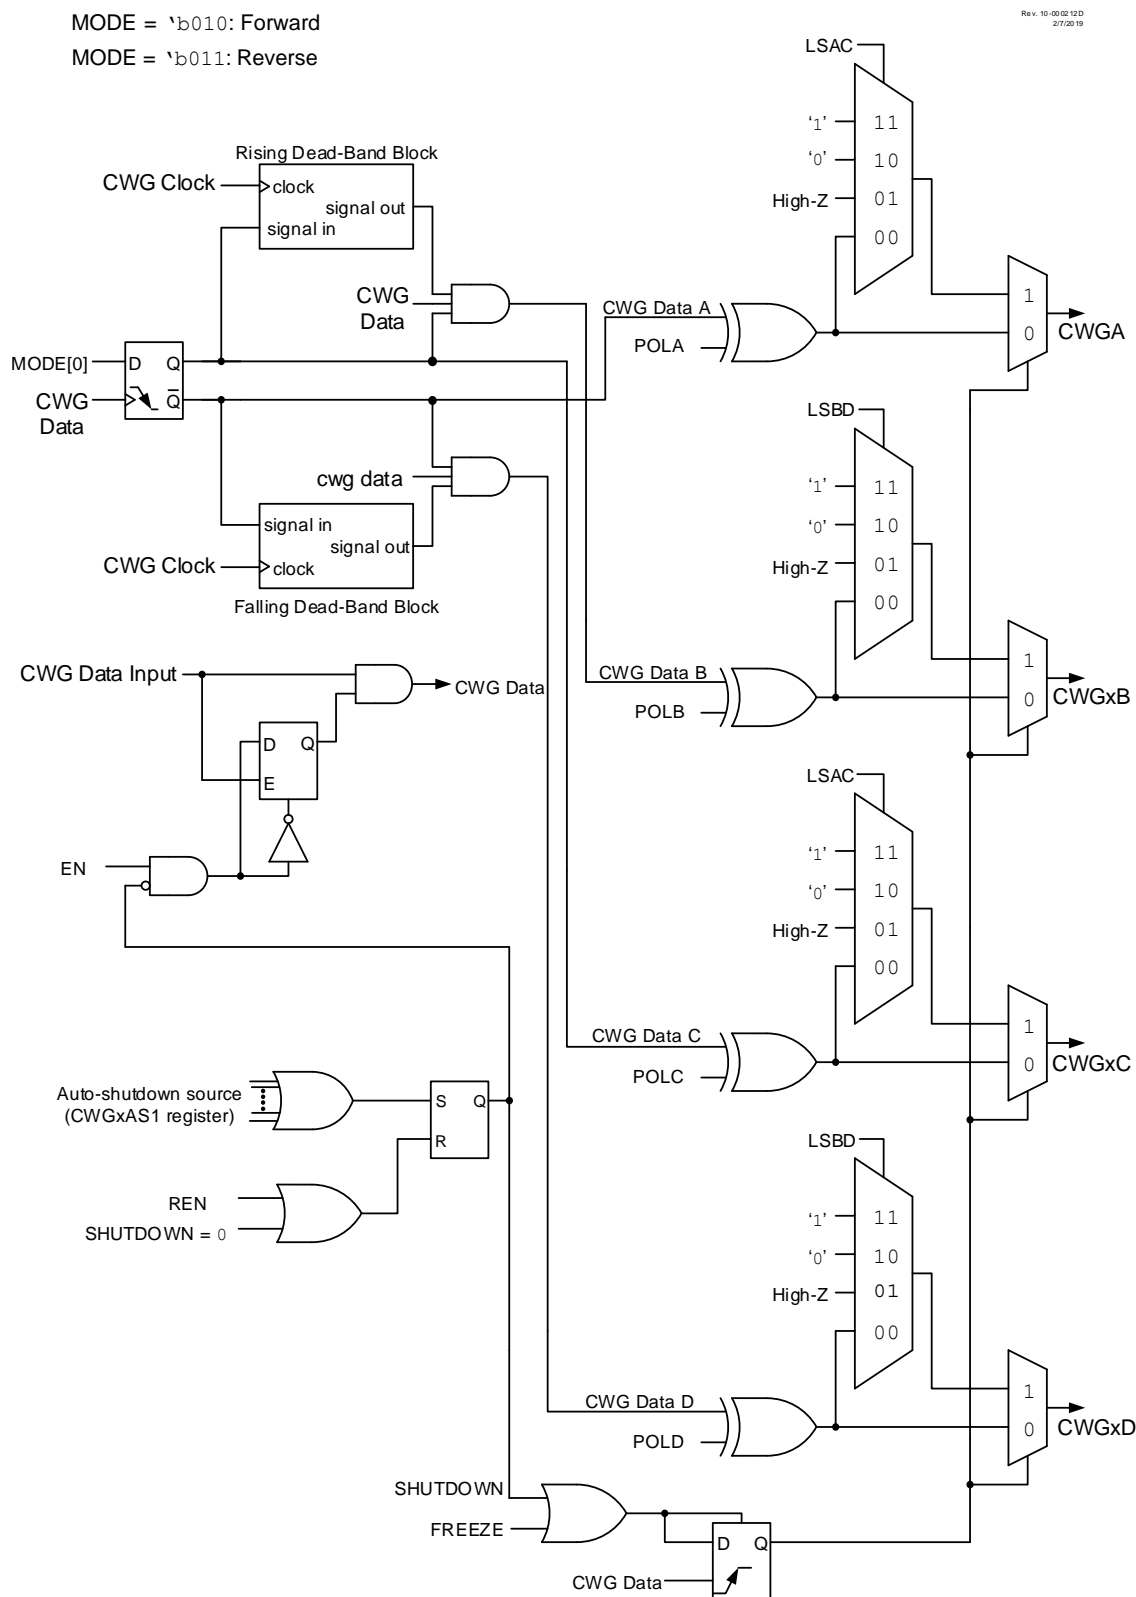 MODE = ‘b010: Forward
MODE = ‘b011: Reverse
Rev. 10-000212D
2/7/2019
LSAC
‘1’
11
‘0’
10
High-Z
01
00
Rising Dead-Band Block
CWG Clock
clock
signal out
signal in
CWG
Data
CWG Data A
POLA
1
0
CWGA
MODE[0]
D
Q
Q
CWG
Data
cwg data
signal in
signal out
CWG Clock
clock
Falling Dead-Band Block
LSBD
‘1’
11
‘0’
10
High-Z
01
00
CWG Data Input
CWG Data
D
Q
E
EN
CWG Data B
POLB
1
0
CWGxB
LSAC
‘1’
11
‘0’
10
High-Z
01
00
CWG Data C
POLC
1
0
CWGxC
Auto-shutdown source
(CWGxAS1 register)
S
Q
R
REN
SHUTDOWN = 0
LSBD
‘1’
11
‘0’
10
High-Z
01
00
CWG Data D
POLD
1
0
CWGxD
SHUTDOWN
FREEZE
D
Q
CWG Data